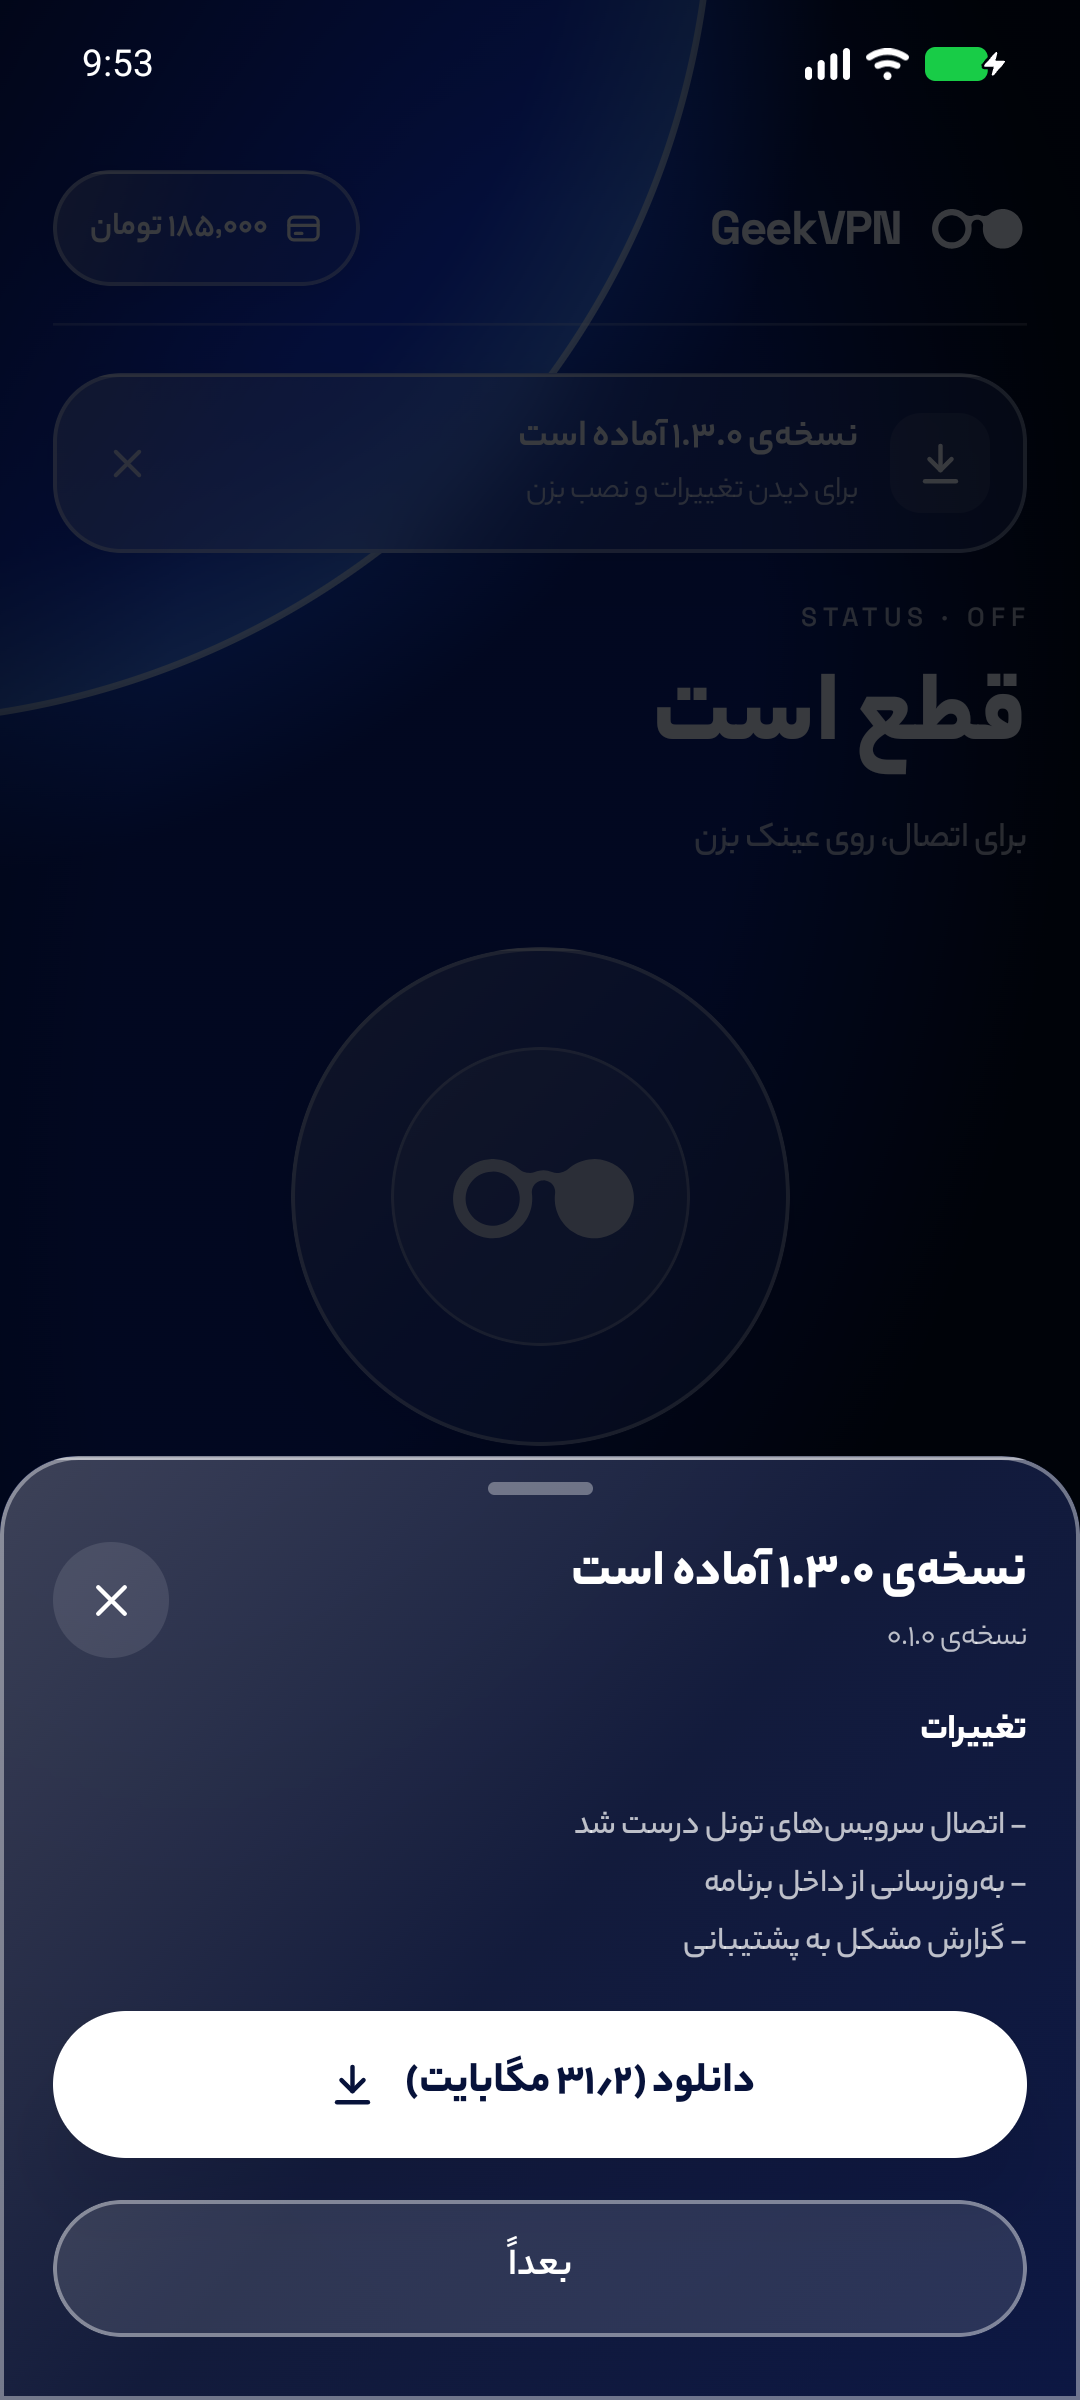 9:53
GeekVPN
۱۸۵,۰۰۰ تومان
نسخه‌ی ۱.۳.۰ آماده است
برای دیدن تغییرات و نصب بزن
STATUS · OFF
قطع است
برای اتصال، روی عینک بزن
نسخه‌ی ۱.۳.۰ آماده است
نسخه‌ی ۰.۱.۰
تغییرات
- اتصال سرویس‌های تونل درست شد
- به‌روزرسانی از داخل برنامه
- گزارش مشکل به پشتیبانی
دانلود (۳۱٫۲ مگابایت)
بعداً